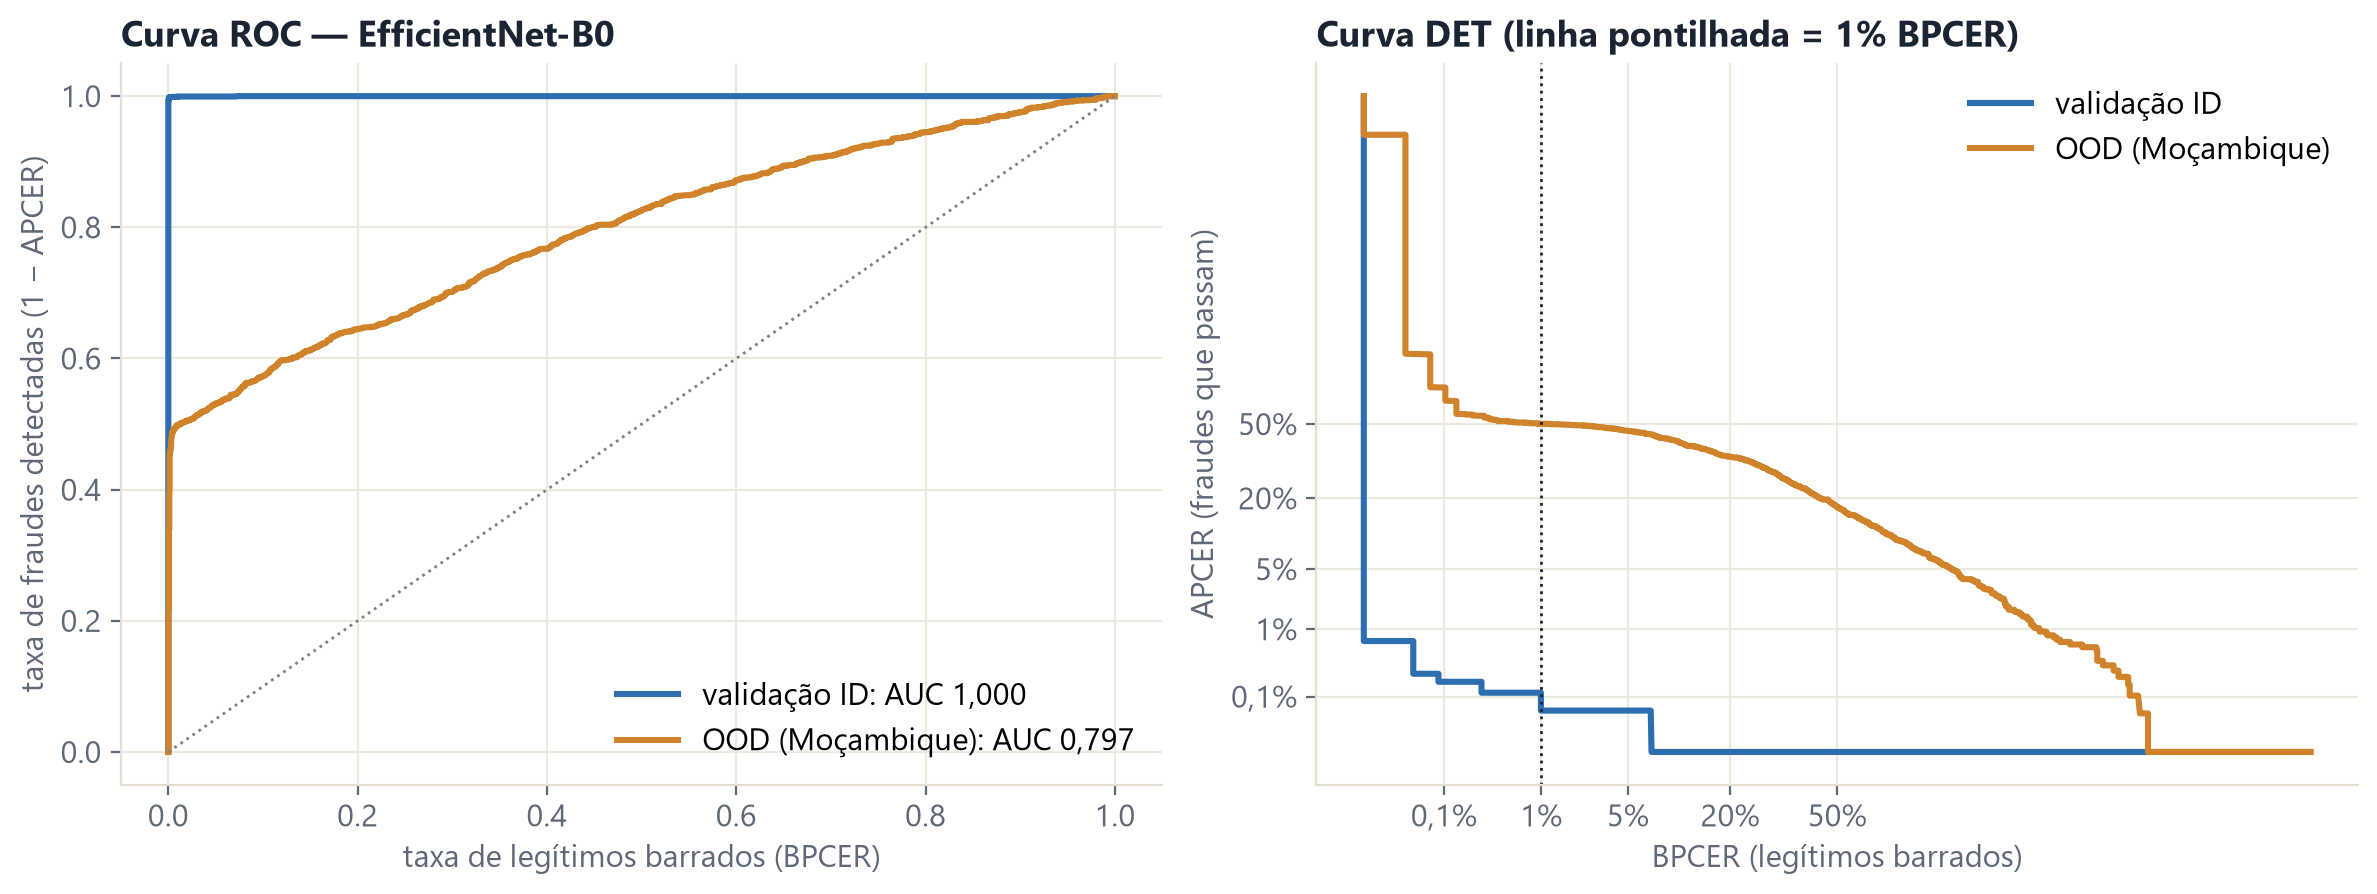 Curva ROC — EfficientNet-B0
taxa de fraudes detectadas (1 − APCER)
1.0
0.8
0.6
0.4
0.2
0.0
validação ID: AUC 1,000
OOD (Moçambique): AUC 0,797
0.0 0.2 0.4 0.6 0.8 1.0
taxa de legítimos barrados (BPCER)
Curva DET (linha pontilhada = 1% BPCER)
validação ID
OOD (Moçambique)
APCER (fraudes que passam)
50%
20%
5%
1%
0,1%
0,1% 1% 5% 20% 50%
BPCER (legítimos barrados)